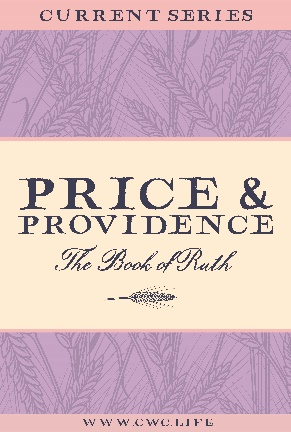 CURRENT SERIES
PRICE &
PROVIDENCE
The Book of Ruth
WWW.CWC.LIFE